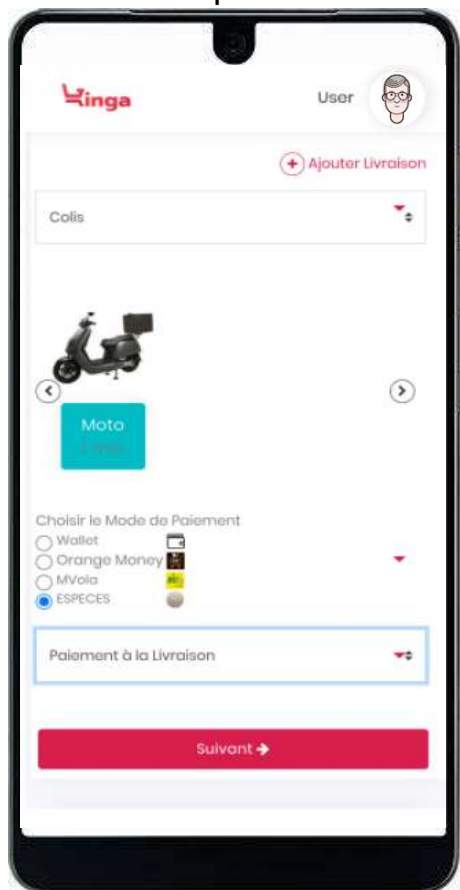 Kinga
User
Ajouter Livraison
Colis
Moto
Choisir le Mode de Paiement
Wallet
Orange Money
MVola
ESPECES
Paiement à la Livraison
Suivant →